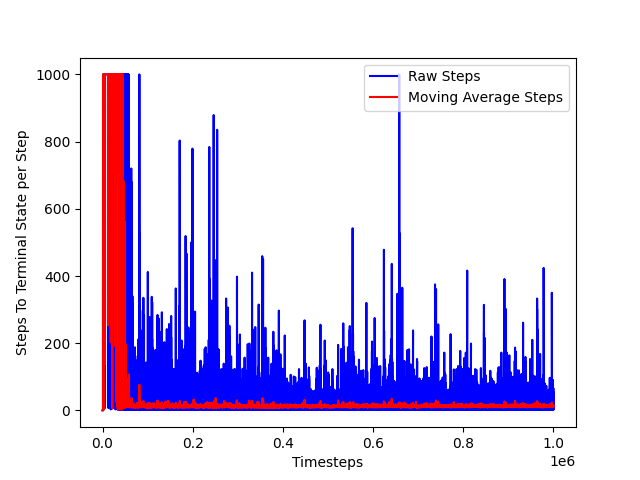 Raw Steps
Moving Average Steps
1000
800
600
400
200
0
Steps To Terminal State per Step
0.0 0.2 0.4 0.6 0.8 1.0
1e6
Timesteps